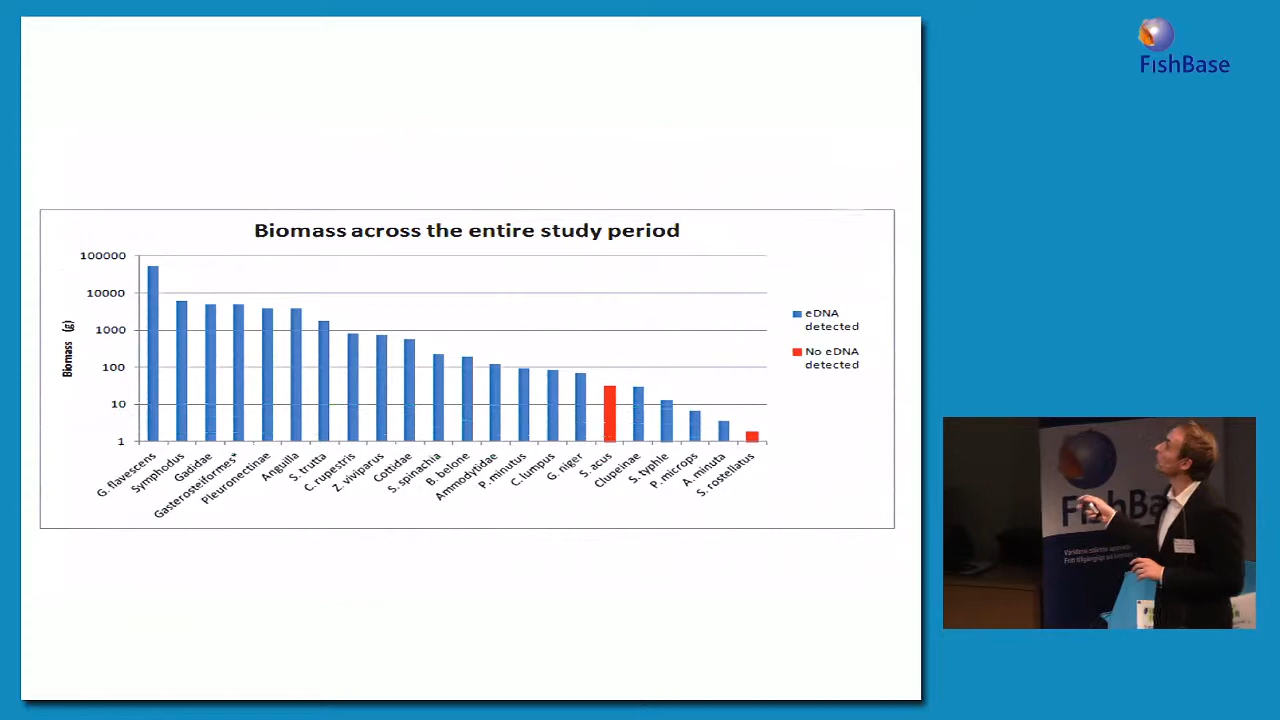 FishBase
Biomass across the entire study period
100000
10000
1000
100
10
1
Biomass (g)
G. flavescens
Symphodus
Gadidae
Gasterosteiformes*
Pleuronectinae
Anguilla
S. trutta
C. rupestris
Z. viviparus
Cottidae
S. spinachia
B. belone
Ammodytidae
P. minutus
C. lumpus
G. niger
S. acus
Clupeinae
S. typhle
P. microps
A. minuta
S. rostellatus
eDNA
detected
No eDNA
detected
FishBa